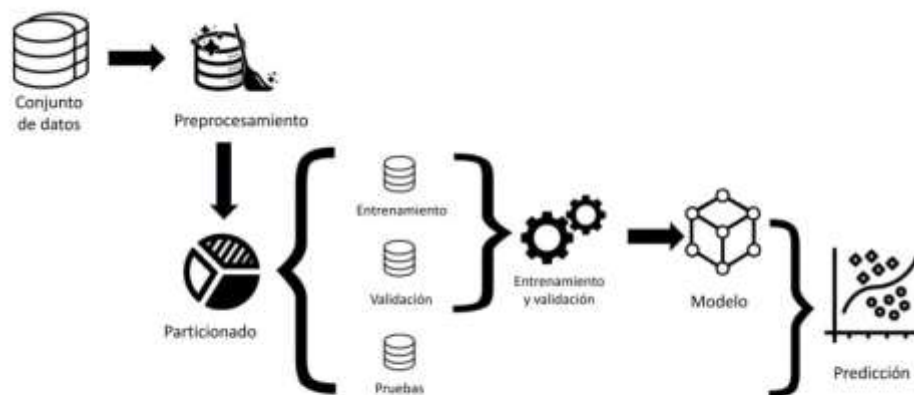 Conjunto
de datos
Preprocesamiento
Particionado
Entrenamiento
Validación
Pruebas
Entrenamiento
y validación
Modelo
Predicción